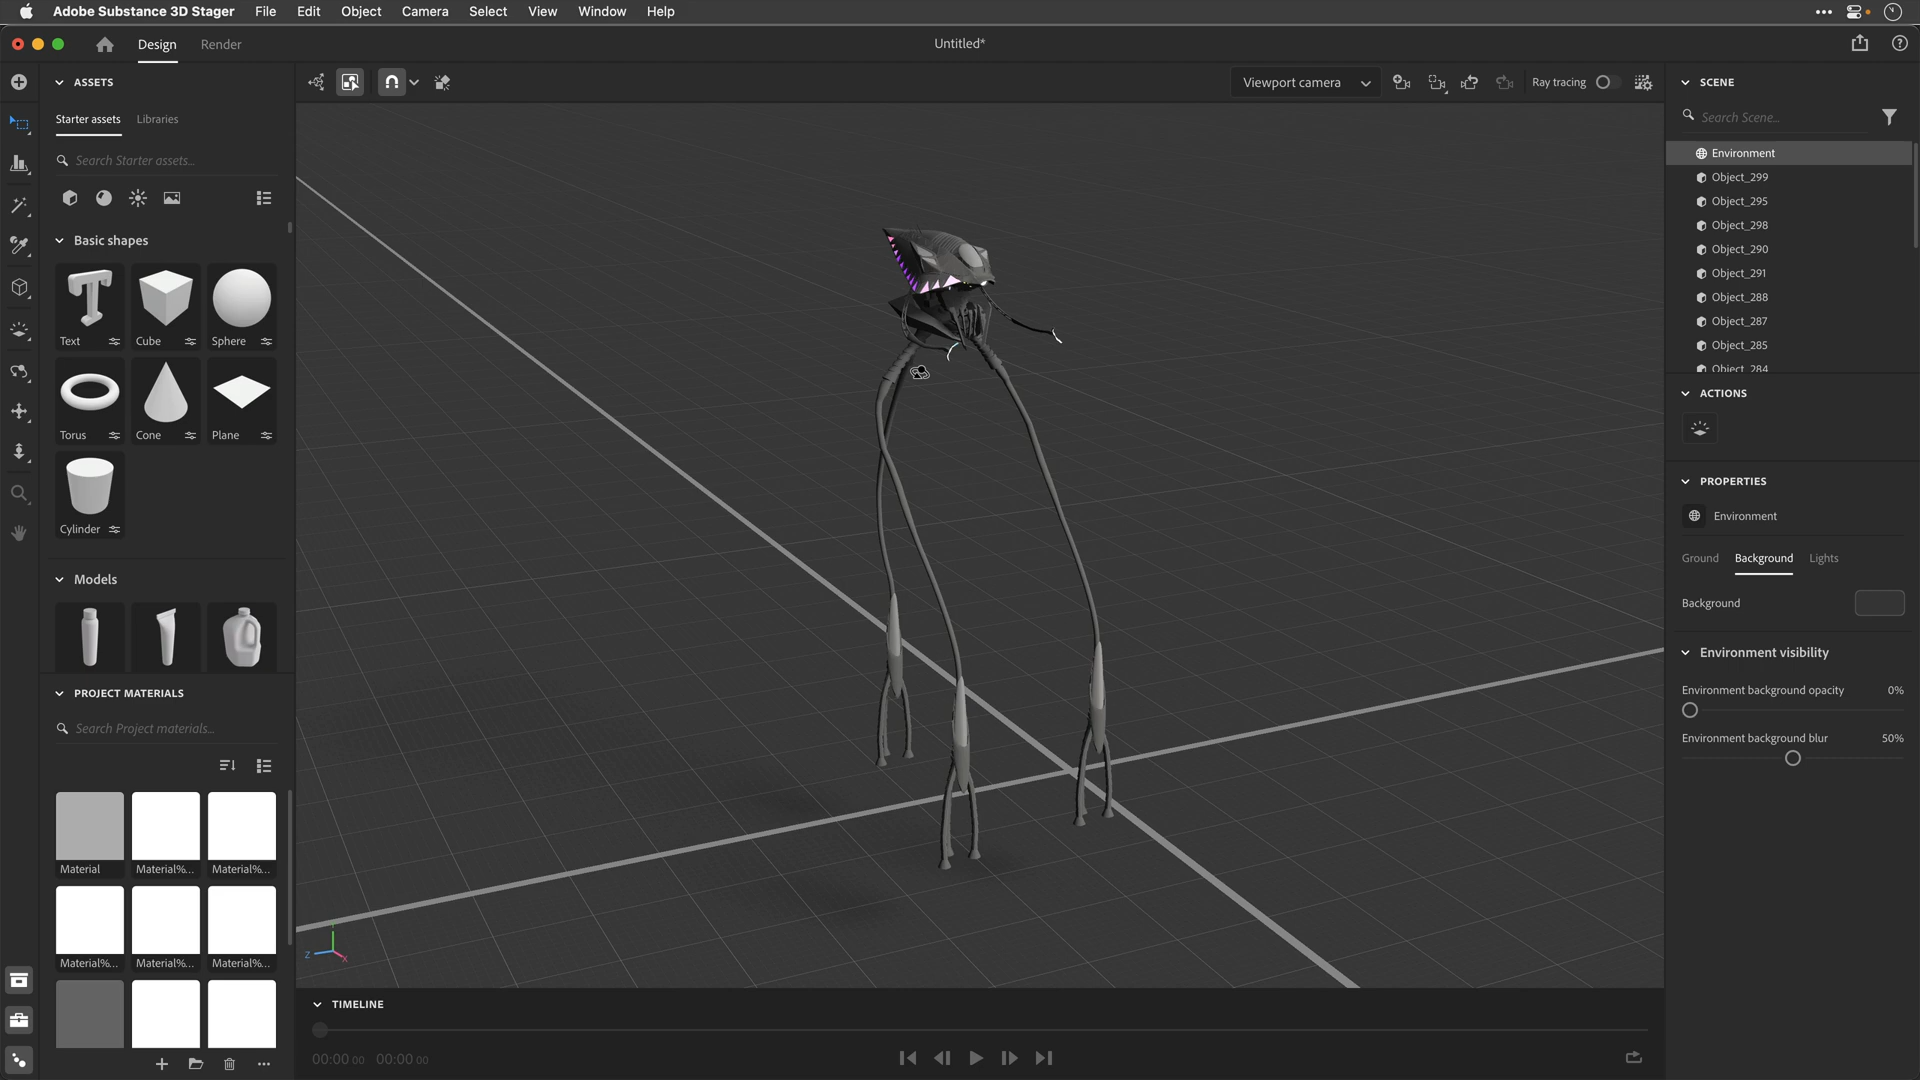 Adobe Substance 3D Stager File Edit Object Camera Select View Window Help
Design Render Untitled*
ASSETS
Starter assets Libraries
Search Starter assets...
Basic shapes
Text Cube Sphere
Torus Cone Plane
Cylinder
Models
PROJECT MATERIALS
Search Project materials...
Material Material%... Material%...
Material%... Material%... Material%...
Viewport camera Ray tracing
Z X
TIMELINE
00:00 00 00:00 00
SCENE
Search Scene...
Environment
Object_299
Object_295
Object_298
Object_290
Object_291
Object_288
Object_287
Object_285
Object_284
ACTIONS
PROPERTIES
Environment
Ground Background Lights
Background
Environment visibility
Environment background opacity 0%
Environment background blur 50%